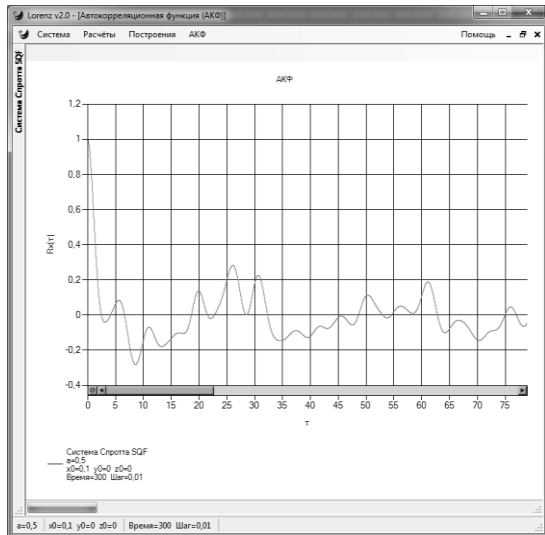 Lorenz v2.0 - [Автокорреляционная функция (АКФ)]
Система Расчёты Построения АКФ Помощь
Система Спротта SQF
АКФ
1,2
1
0,8
0,6
0,4
0,2
0
-0,2
-0,4
Rx(τ)
0 5 10 15 20 25 30 35 40 45 50 55 60 65 70 75
τ
Система Спротта SQF
a=0,5
x0=0,1 y0=0 z0=0
Время=300 Шаг=0,01
a=0,5 x0=0,1 y0=0 z0=0 Время=300 Шаг=0,01